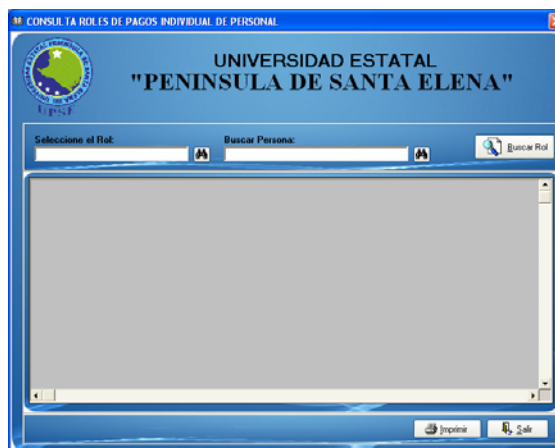 CONSULTA ROLES DE PAGOS INDIVIDUAL DE PERSONAL
UNIVERSIDAD ESTATAL
"PENINSULA DE SANTA ELENA"
UPSE
Seleccione el Rol:
Buscar Persona:
Buscar Rol
Imprimir
Salir